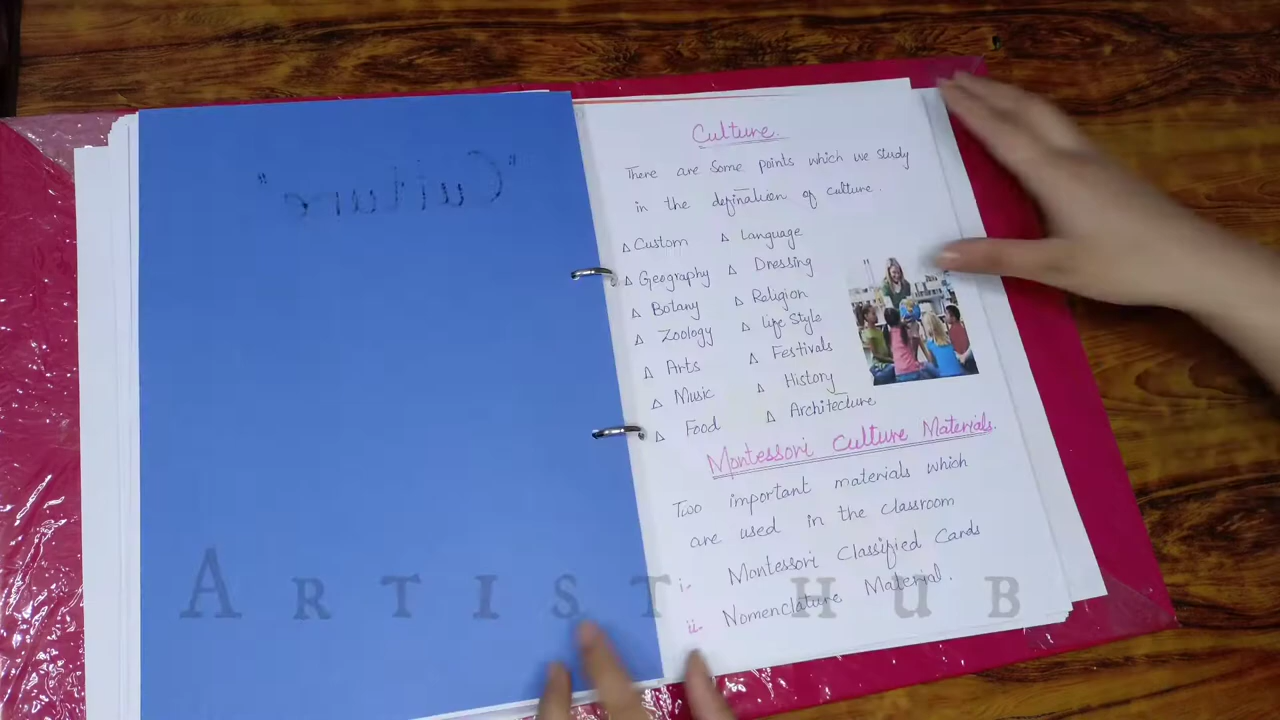 "Culture"
Culture.
There are Some points which we study
in the defination of culture.
Δ Custom Δ Language
Δ Geography Δ Dressing
Δ Botany Δ Religion
Δ Zoology Δ life Style
Δ Arts Δ Festivals
Δ Music Δ History
Δ Food Δ Architecture
Montessori Culture Materials.
Two important materials which
are used in the classroom
i- Montessori Classified Cards
ii- Nomenclature Material.
ARTIST HUB